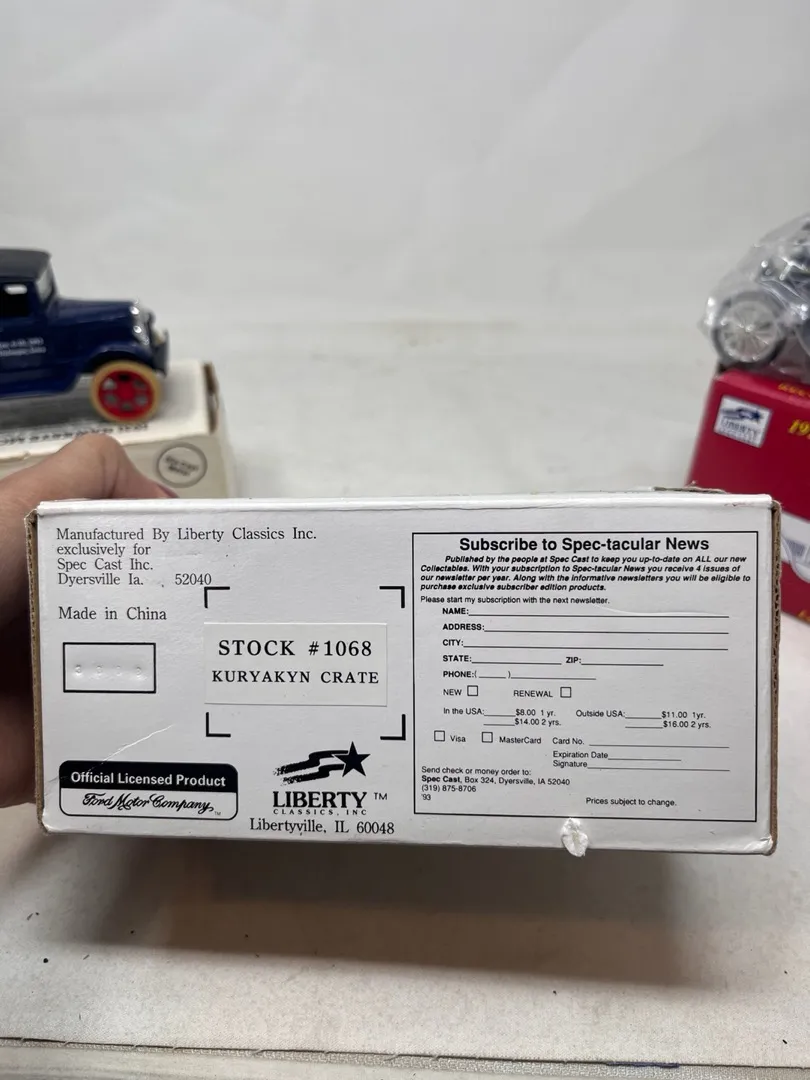 LIBERTY
19
Manufactured By Liberty Classics Inc.
exclusively for
Spec Cast Ihc.
Dyersville Ia. 52040
Made in China
STOCK #1068
KURYAKYN CRATE
Official Licensed Product
Ford Motor Company
TM
LIBERTY TM
CLASSICS, INC
Libertyville, IL 60048
Subscribe to Spec-tacular News
Published by the people at Spec Cast to keep you up-to-date on ALL our new
Collectables. With your subscription to Spec-tacular News you receive 4 issues of
our newsletter per year. Along with the informative newsletters you will be eligible to
purchase exclusive subscriber edition products.
Please start my subscription with the next newsletter.
NAME:
ADDRESS:
CITY:
STATE: ZIP:
PHONE:( )
NEW RENEWAL
In the USA: $8.00 1 yr. Outside USA: $11.00 1yr.
$14.00 2 yrs. $16.00 2 yrs.
Visa MasterCard Card No.
Expiration Date
Signature
Send check or money order to:
Spec Cast, Box 324, Dyersville, IA 52040
(319) 875-8706
'93
Prices subject to change.